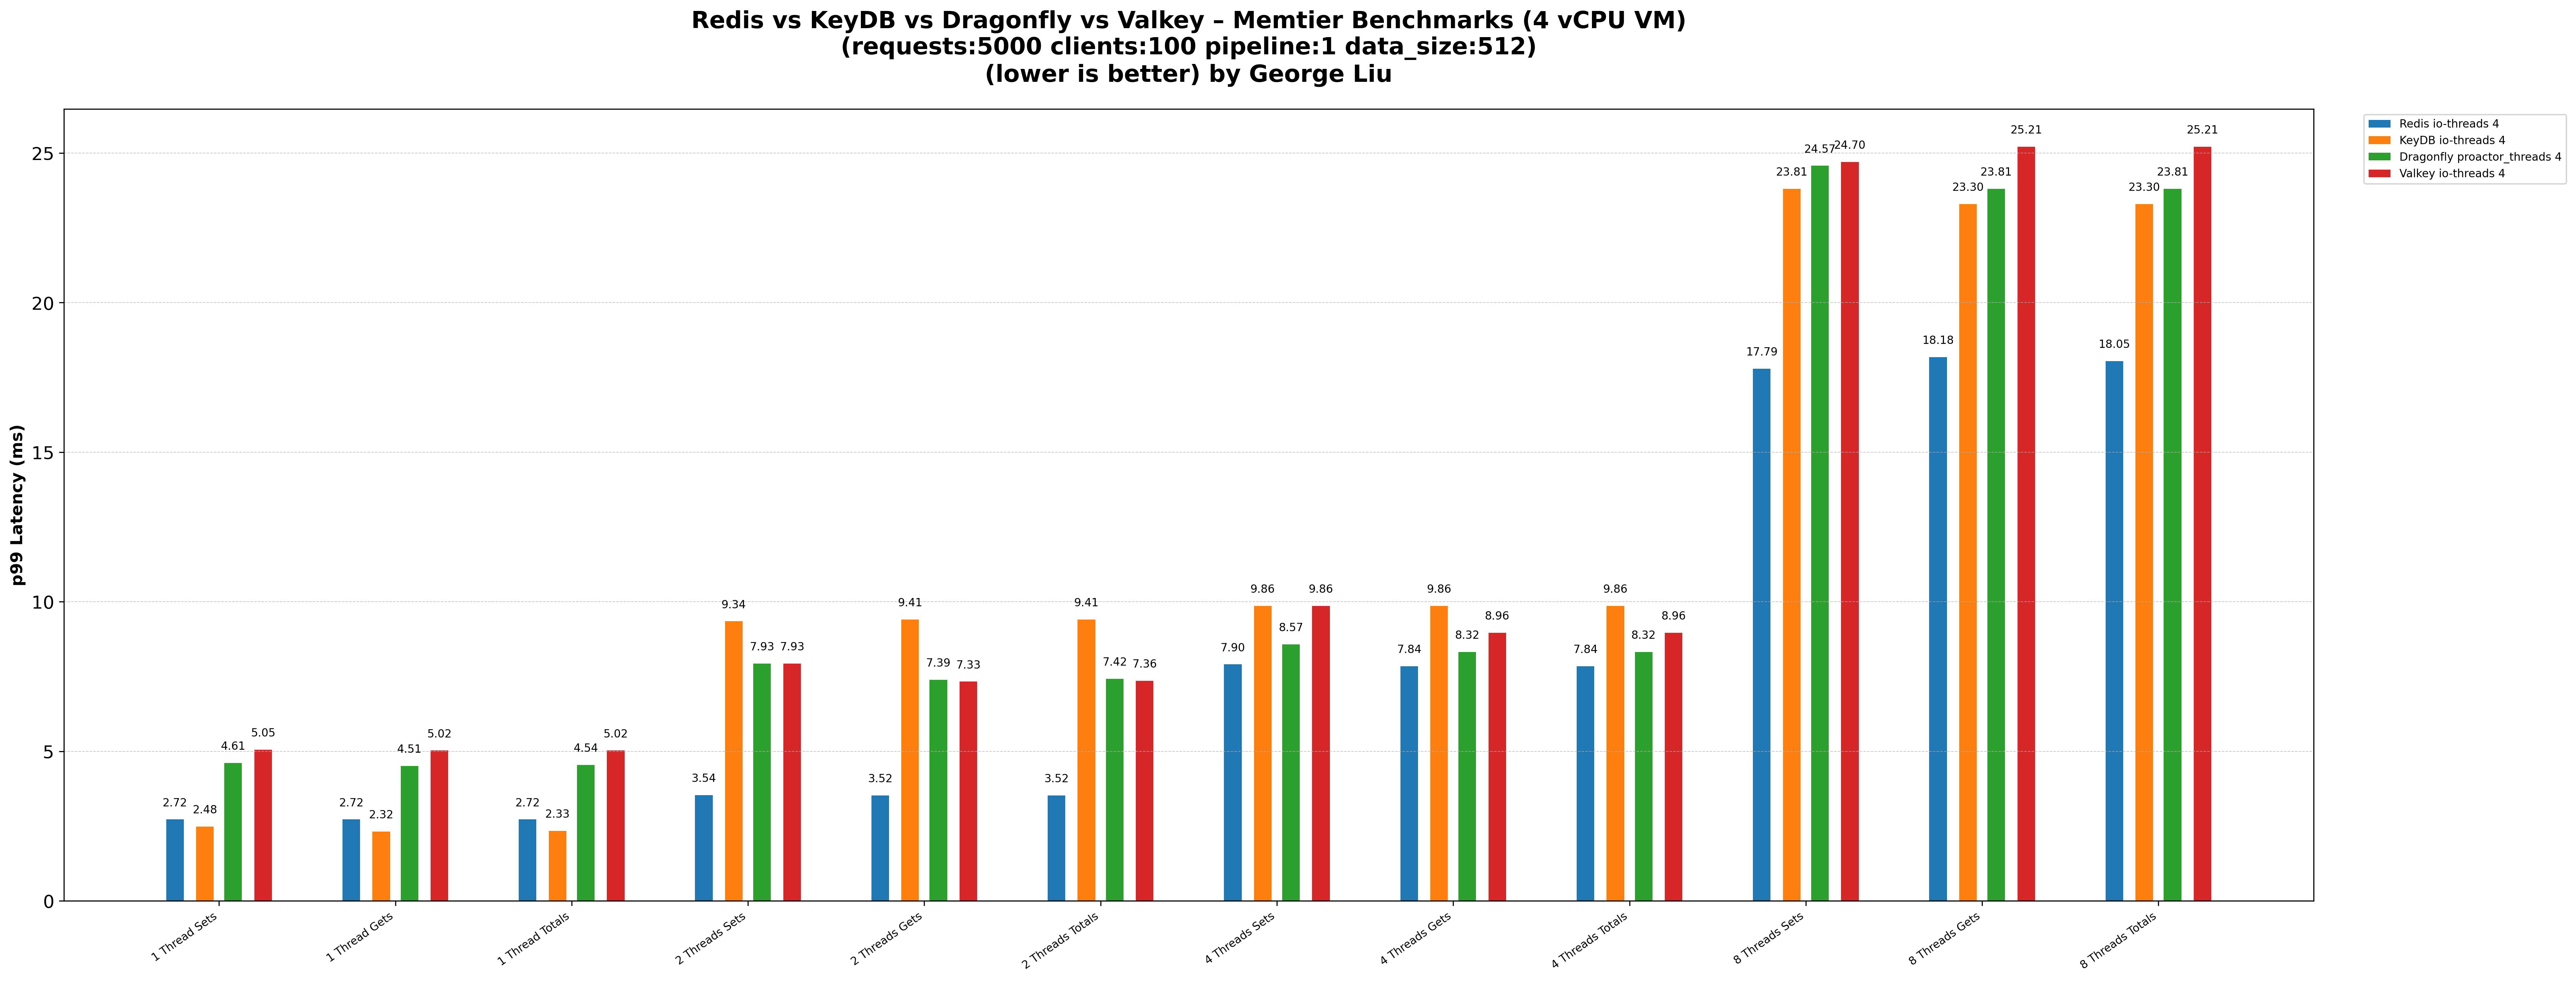 Redis vs KeyDB vs Dragonfly vs Valkey – Memtier Benchmarks (4 vCPU VM)
(requests:5000 clients:100 pipeline:1 data_size:512)
(lower is better) by George Liu
Redis io-threads 4
KeyDB io-threads 4
Dragonfly proactor_threads 4
Valkey io-threads 4
p99 Latency (ms)
25
20
15
10
5
0
2.72 2.48 4.61 5.05
2.72 2.32 4.51 5.02
2.72 2.33 4.54 5.02
3.54 9.34 7.93 7.93
3.52 9.41 7.39 7.33
3.52 9.41 7.42 7.36
7.90 9.86 8.57 9.86
7.84 9.86 8.32 8.96
7.84 9.86 8.32 8.96
17.79 23.81 24.57 24.70
18.18 23.30 23.81 25.21
18.05 23.30 23.81 25.21
1 Thread Sets
1 Thread Gets
1 Thread Totals
2 Threads Sets
2 Threads Gets
2 Threads Totals
4 Threads Sets
4 Threads Gets
4 Threads Totals
8 Threads Sets
8 Threads Gets
8 Threads Totals